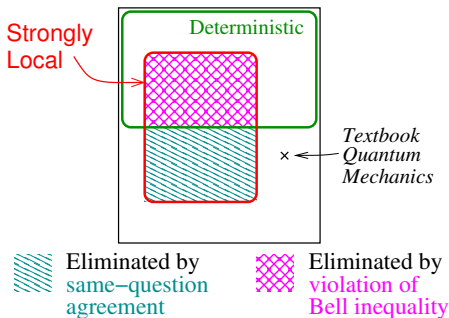 Deterministic
Strongly
Local
Textbook
Quantum
Mechanics
Eliminated by
same−question
agreement
Eliminated by
violation of
Bell inequality